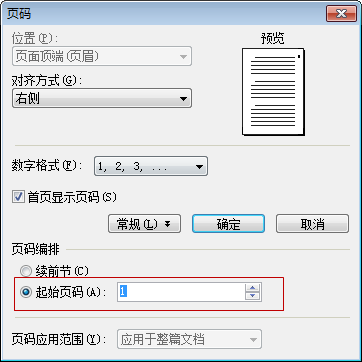 页码
位置(P):
页面顶端(页眉)
预览
对齐方式(G):
右侧
数字格式(F): 1, 2, 3, ...
首页显示页码(S)
常规(L) 确定 取消
页码编排
续前节(C)
起始页码(A): 1
页码应用范围(Y): 应用于整篇文档